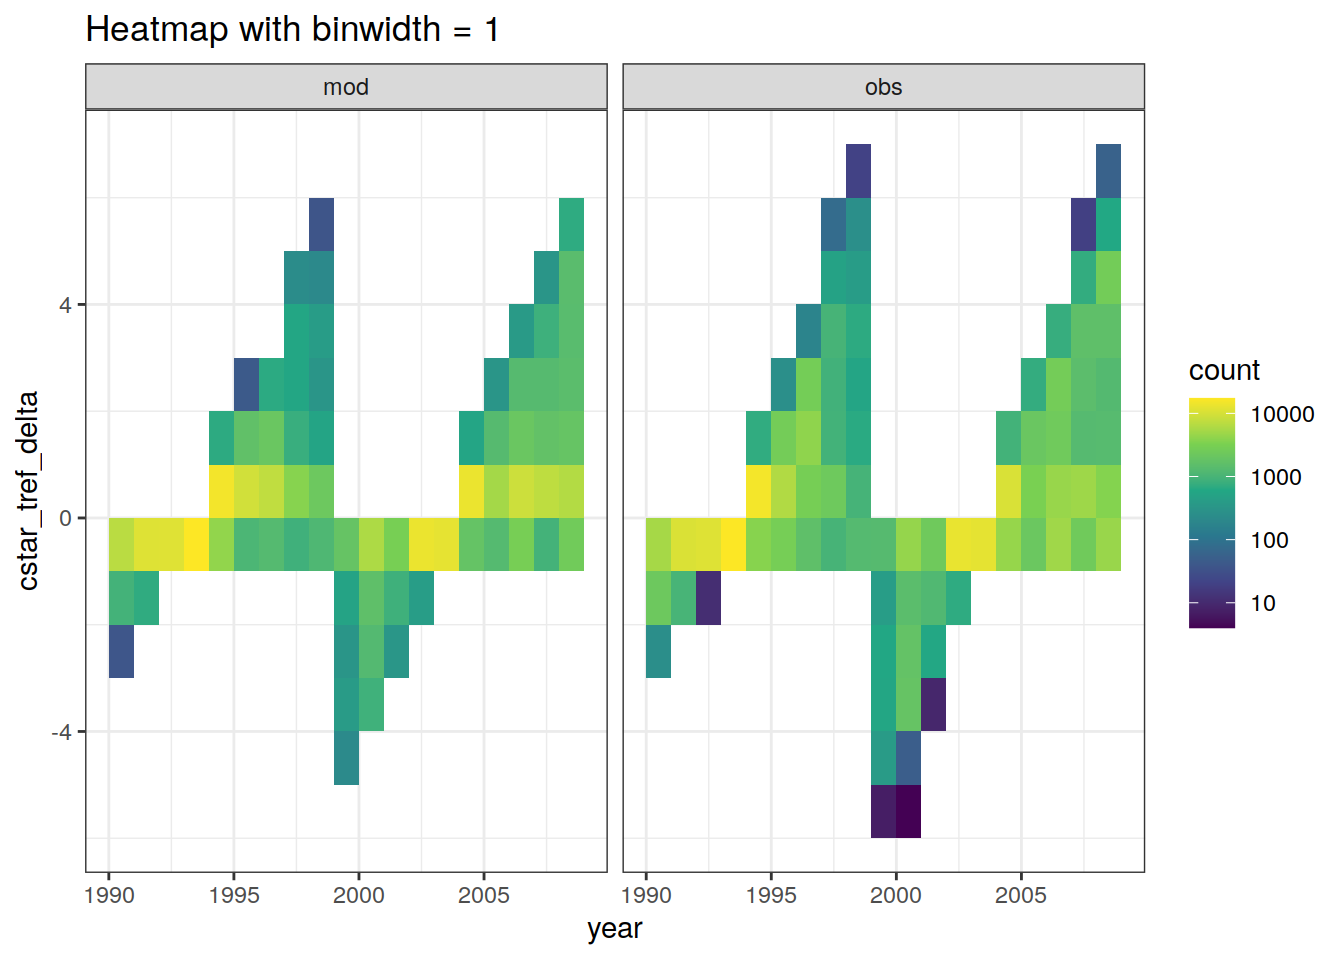 Heatmap with binwidth = 1
mod
obs
cstar_tref_delta
4
0
-4
1990
1995
2000
2005
1990
1995
2000
2005
year
count
10000
1000
100
10